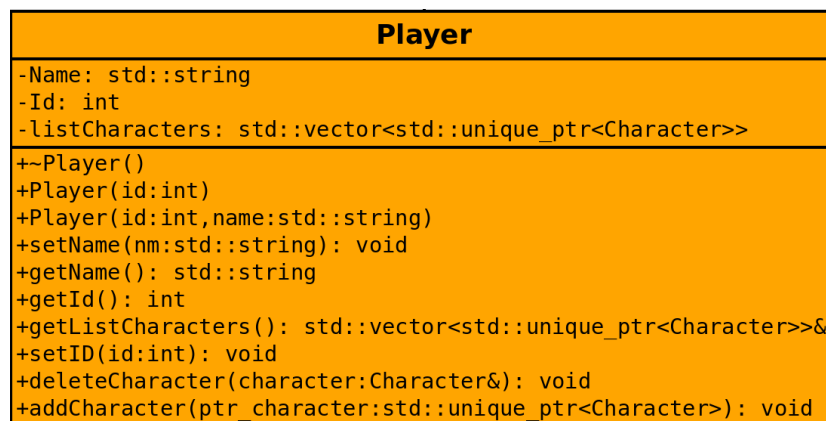 Player
-Name: std::string
-Id: int
-listCharacters: std::vector<std::unique_ptr<Character>>
+~Player()
+Player(id:int)
+Player(id:int,name:std::string)
+setName(nm:std::string): void
+getName(): std::string
+getId(): int
+getListCharacters(): std::vector<std::unique_ptr<Character>>&
+setID(id:int): void
+deleteCharacter(character:Character&): void
+addCharacter(ptr_character:std::unique_ptr<Character>): void